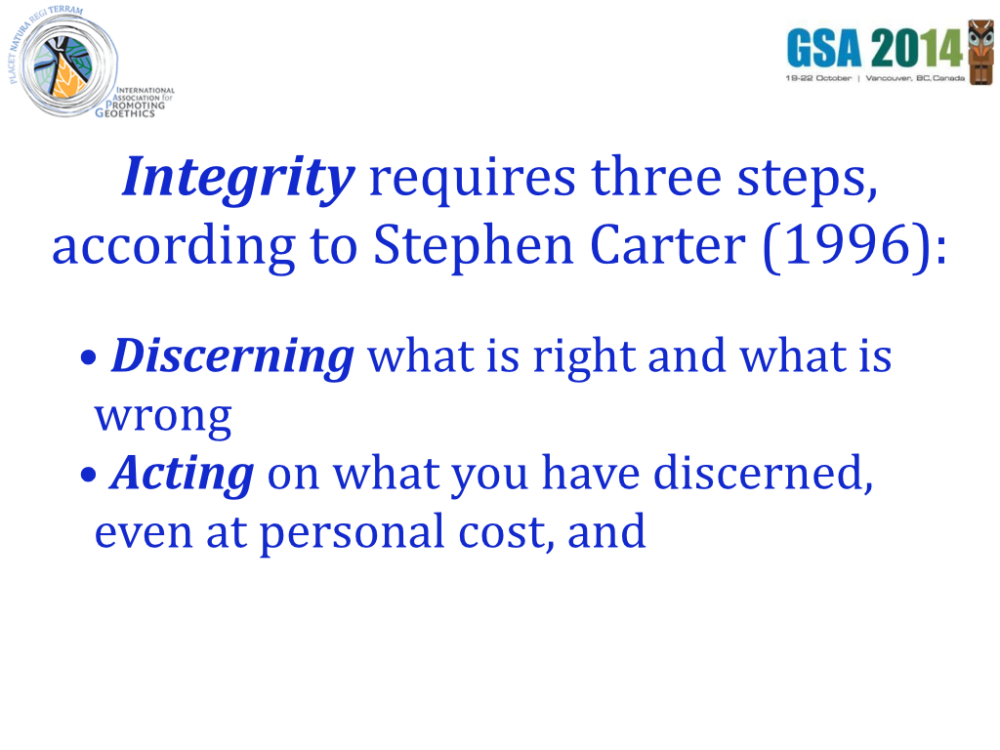 PLACET NATURA REGI TERRAM
INTERNATIONAL
ASSOCIATION for
PROMOTING
GEOETHICS
GSA 2014
19-22 October | Vancouver, BC, Canada
Integrity requires three steps,
according to Stephen Carter (1996):
• Discerning what is right and what is
wrong
• Acting on what you have discerned,
even at personal cost, and